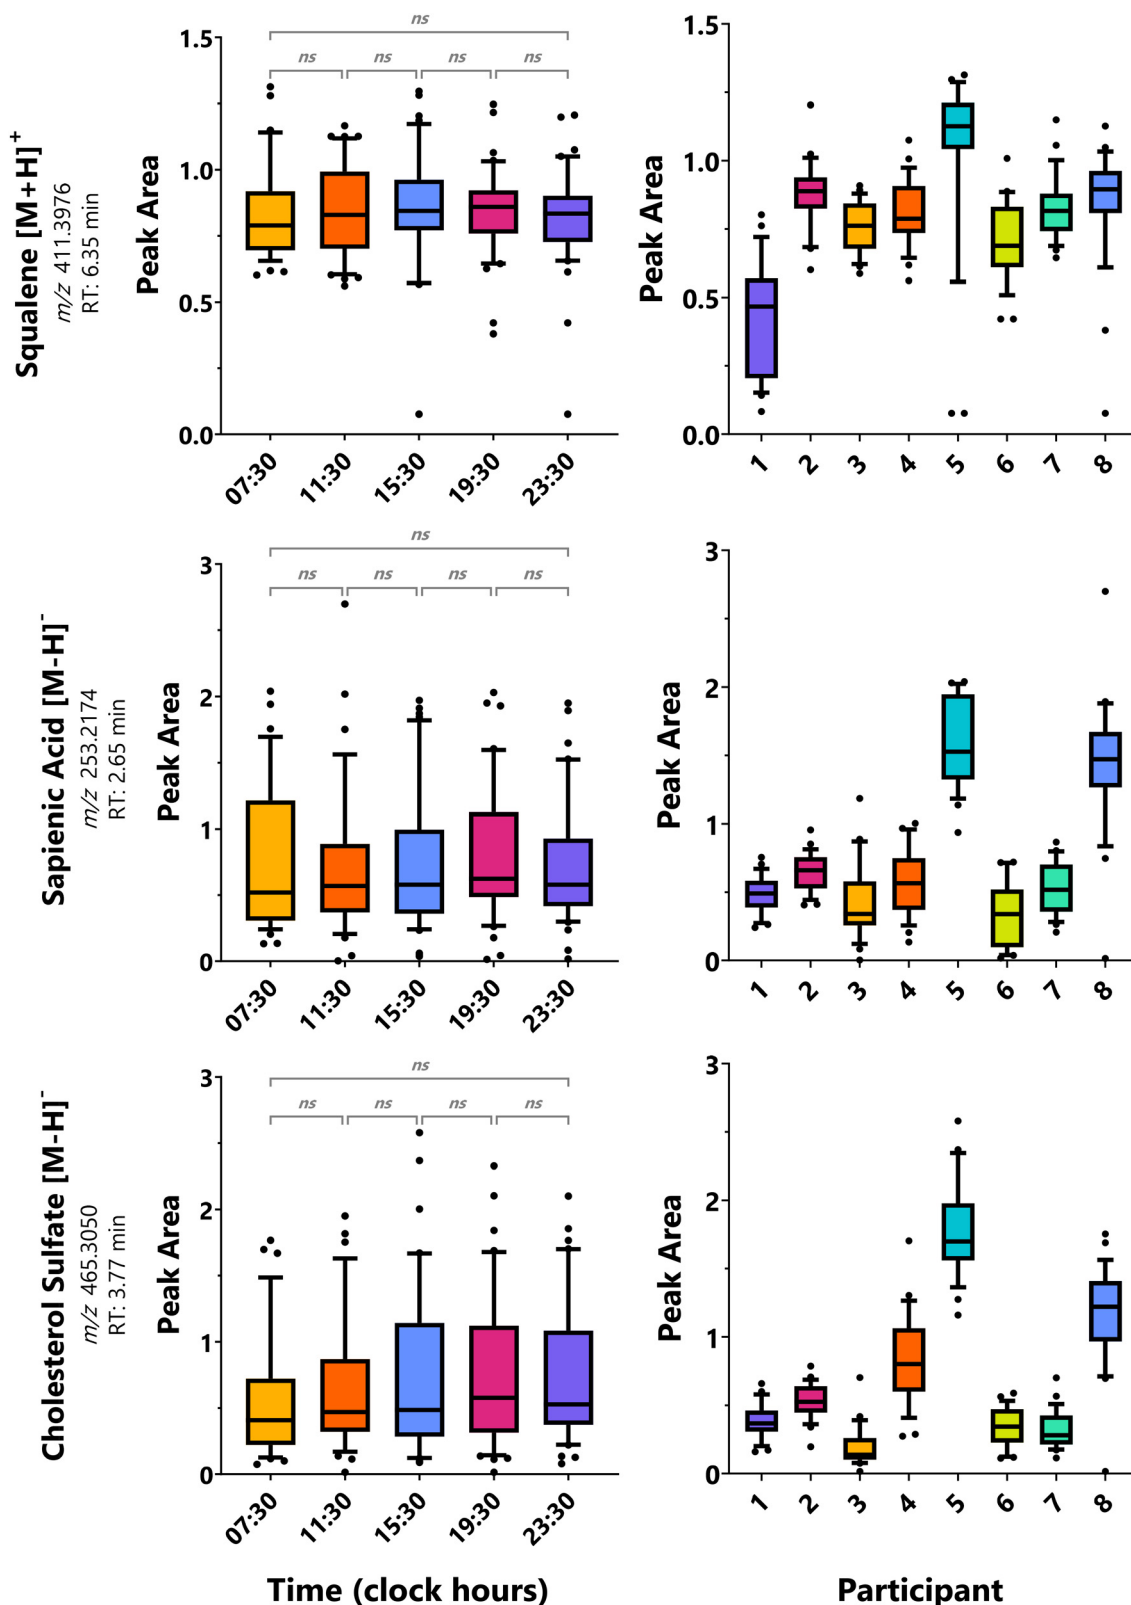 Squalene [M+H]⁺
m/z 411.3976
RT: 6.35 min
Peak Area
1.5
1.0
0.5
0.0
ns
ns ns ns ns
07:30 11:30 15:30 19:30 23:30
Peak Area
1.5
1.0
0.5
0.0
1 2 3 4 5 6 7 8
Sapienic Acid [M-H]⁻
m/z 253.2174
RT: 2.65 min
Peak Area
3
2
1
0
ns
ns ns ns ns
07:30 11:30 15:30 19:30 23:30
Peak Area
3
2
1
0
1 2 3 4 5 6 7 8
Cholesterol Sulfate [M-H]⁻
m/z 465.3050
RT: 3.77 min
Peak Area
3
2
1
0
ns
ns ns ns ns
07:30 11:30 15:30 19:30 23:30
Time (clock hours)
Peak Area
3
2
1
0
1 2 3 4 5 6 7 8
Participant